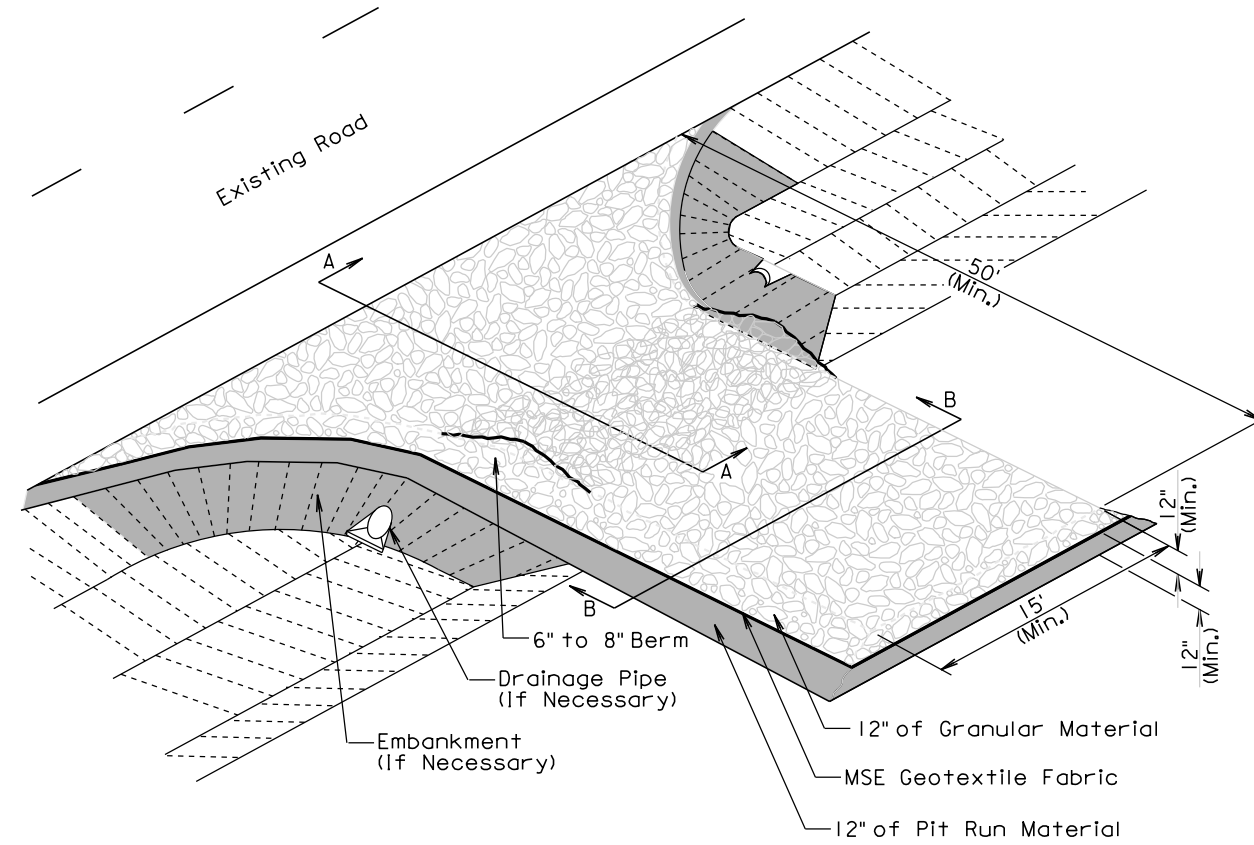 Existing Road
A
50'
(Min.)
B
A
12"
(Min.)
15'
(Min.)
12"
(Min.)
B
6" to 8" Berm
Drainage Pipe
(If Necessary)
12" of Granular Material
Embankment
(If Necessary)
MSE Geotextile Fabric
12" of Pit Run Material